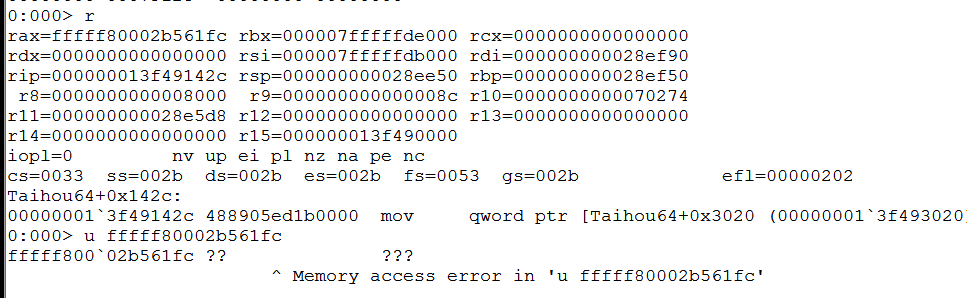 0:000> r
rax=fffff80002b561fc rbx=000007fffffde000 rcx=0000000000000000
rdx=0000000000000000 rsi=000007fffffdb000 rdi=000000000028ef90
rip=000000013f49142c rsp=000000000028ee50 rbp=000000000028ef50
 r8=0000000000008000  r9=000000000000008c r10=0000000000070274
r11=000000000028e5d8 r12=0000000000000000 r13=0000000000000000
r14=0000000000000000 r15=000000013f490000
iopl=0         nv up ei pl nz na pe nc
cs=0033  ss=002b  ds=002b  es=002b  fs=0053  gs=002b             efl=00000202
Taihou64+0x142c:
00000001`3f49142c 488905ed1b0000  mov     qword ptr [Taihou64+0x3020 (00000001`3f493020)
0:000> u fffff80002b561fc
fffff800`02b561fc ??              ???
                      ^ Memory access error in 'u fffff80002b561fc'